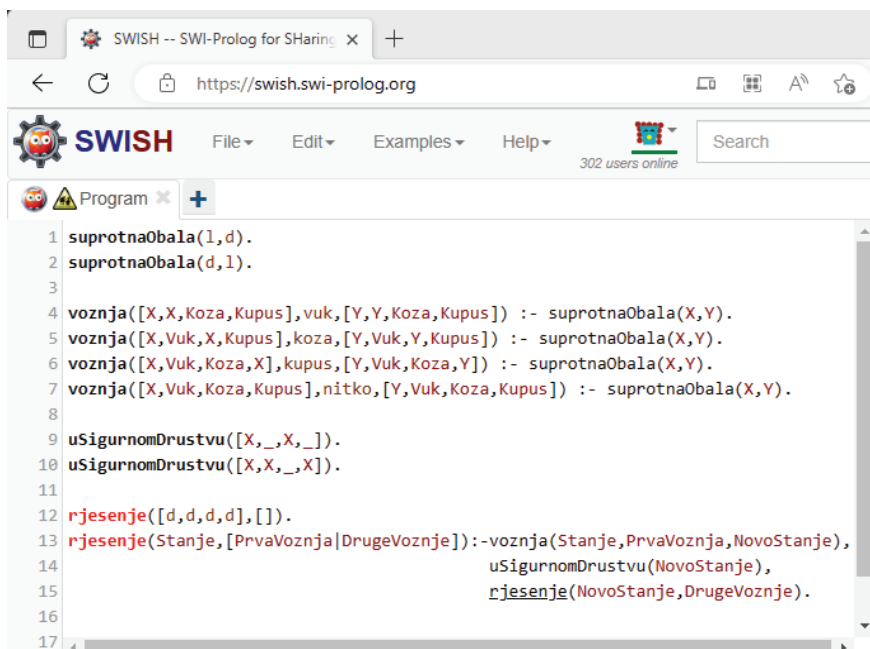 SWISH -- SWI-Prolog for SHaring
https://swish.swi-prolog.org
SWISH File Edit Examples Help 302 users online Search
Program
1 suprotnaObala(l,d).
2 suprotnaObala(d,l).
3
4 voznja([X,X,Koza,Kupus],vuk,[Y,Y,Koza,Kupus]) :- suprotnaObala(X,Y).
5 voznja([X,Vuk,X,Kupus],koza,[Y,Vuk,Y,Kupus]) :- suprotnaObala(X,Y).
6 voznja([X,Vuk,Koza,X],kupus,[Y,Vuk,Koza,Y]) :- suprotnaObala(X,Y).
7 voznja([X,Vuk,Koza,Kupus],nitko,[Y,Vuk,Koza,Kupus]) :- suprotnaObala(X,Y).
8
9 uSigurnomDrustvu([X,_,X,_]).
10 uSigurnomDrustvu([X,X,_,X]).
11
12 rjesenje([d,d,d,d],[]).
13 rjesenje(Stanje,[PrvaVoznja|DrugeVoznje]):-voznja(Stanje,PrvaVoznja,NovoStanje),
14 uSigurnomDrustvu(NovoStanje),
15 rjesenje(NovoStanje,DrugeVoznje).
16
17